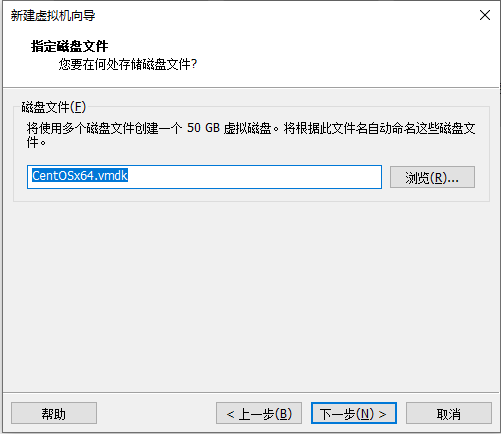 新建虚拟机向导
指定磁盘文件
您要在何处存储磁盘文件?
磁盘文件(F)
将使用多个磁盘文件创建一个 50 GB 虚拟磁盘。将根据此文件名自动命名这些磁盘文
件。
CentOSx64.vmdk
浏览(R)...
帮助
< 上一步(B)
下一步(N) >
取消